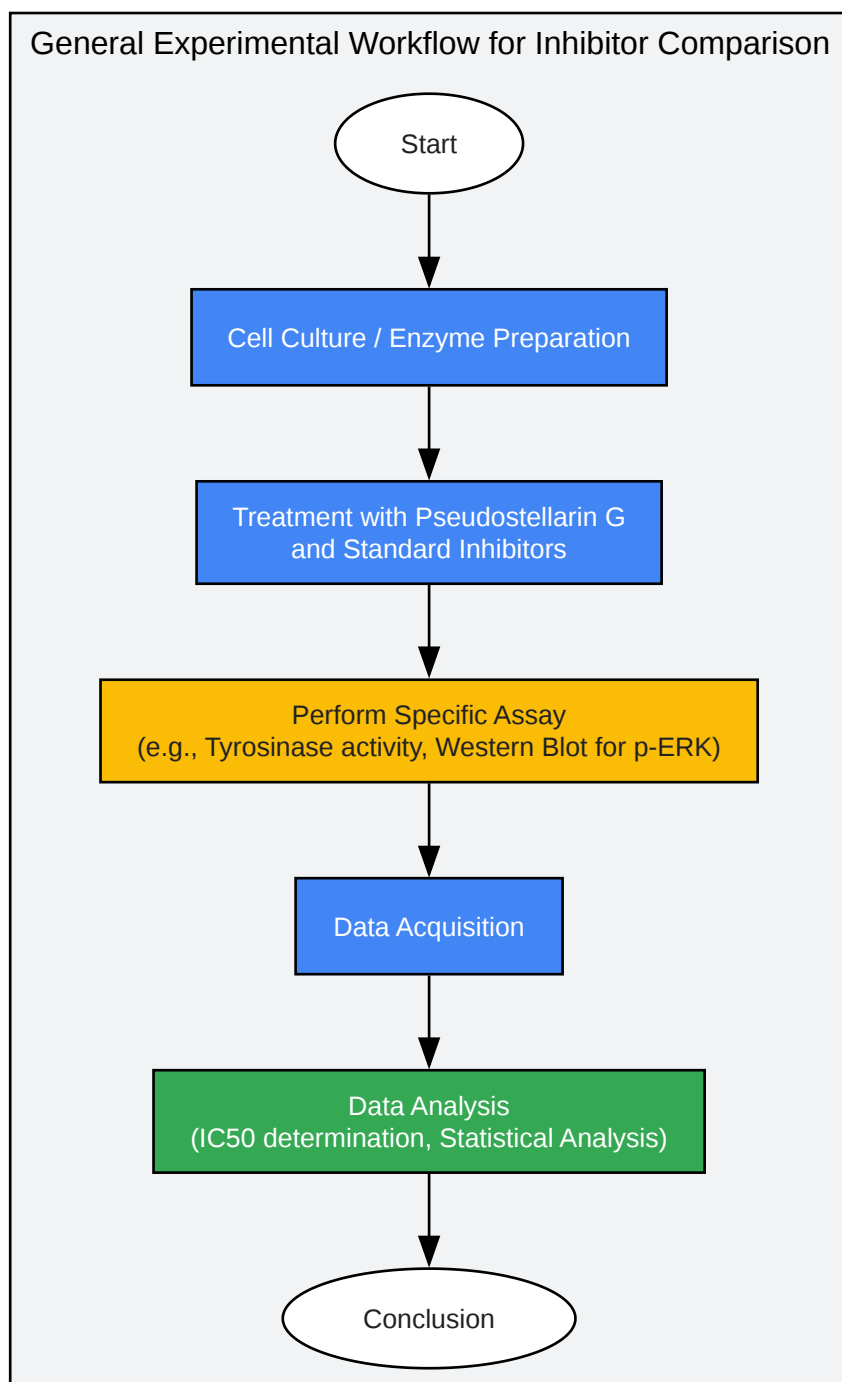 General Experimental Workflow for Inhibitor Comparison
Start
Cell Culture / Enzyme Preparation
Treatment with Pseudostellarin G
and Standard Inhibitors
Perform Specific Assay
(e.g., Tyrosinase activity, Western Blot for p-ERK)
Data Acquisition
Data Analysis
(IC50 determination, Statistical Analysis)
Conclusion